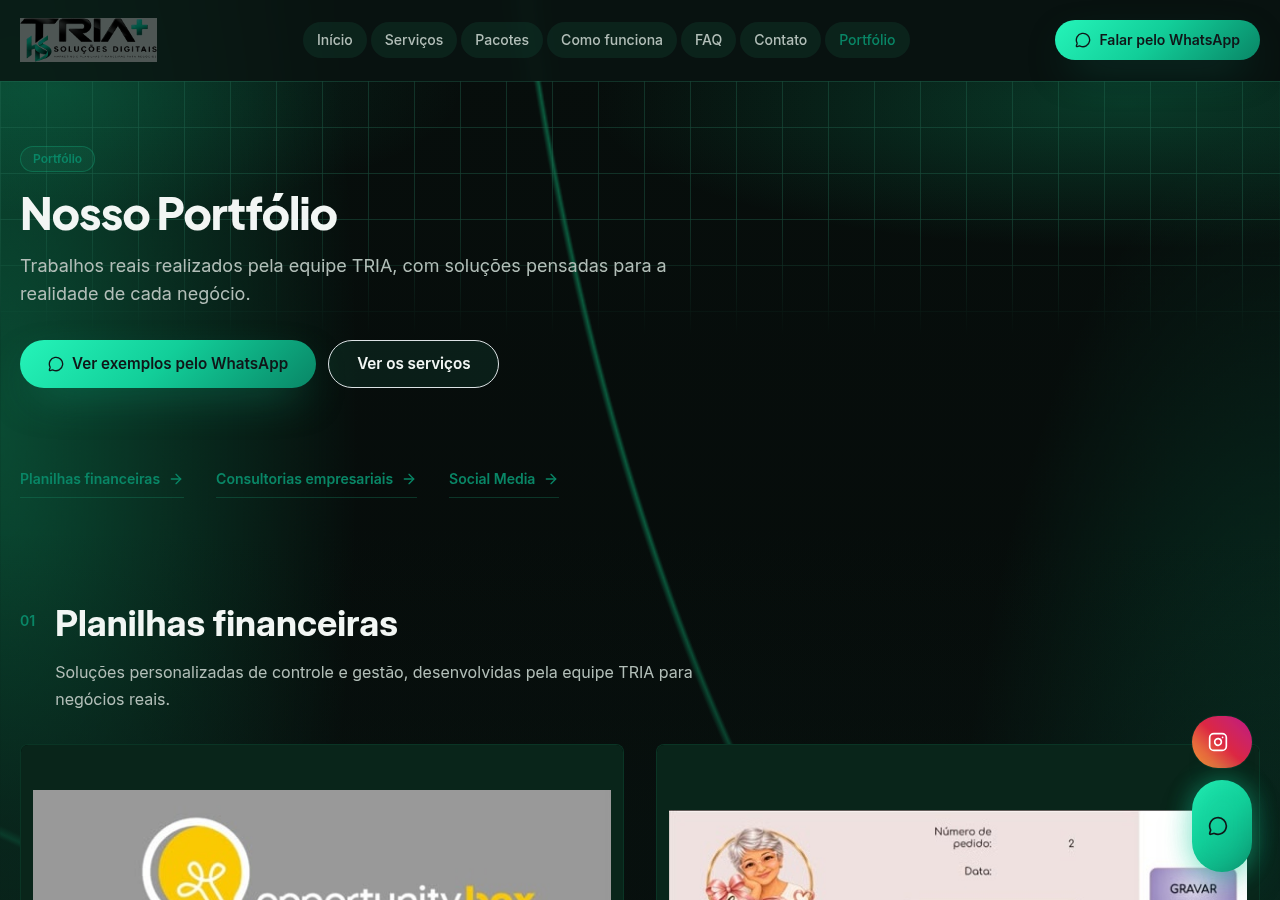 TRIA+
SOLUÇÕES DIGITAIS
Início
Serviços
Pacotes
Como funciona
FAQ
Contato
Portfólio
Falar pelo WhatsApp
Portfólio
Nosso Portfólio
Trabalhos reais realizados pela equipe TRIA, com soluções pensadas para a
realidade de cada negócio.
Ver exemplos pelo WhatsApp
Ver os serviços
Planilhas financeiras
Consultorias empresariais
Social Media
01
Planilhas financeiras
Soluções personalizadas de controle e gestão, desenvolvidas pela equipe TRIA para
negócios reais.
opportunity box
Número de
pedido:
2
Data:
GRAVAR